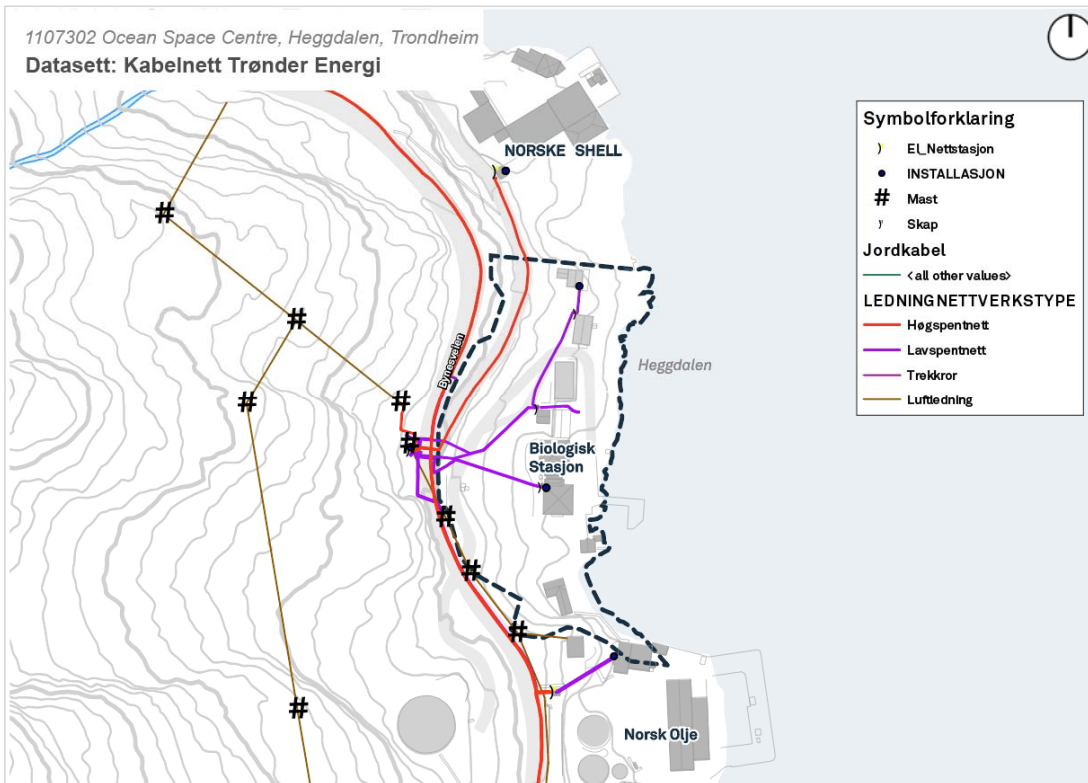 1107302 Ocean Space Centre, Heggdalen, Trondheim
Datasett: Kabelnett Trønder Energi
NORSKE SHELL
Symbolforklaring
El_Nettstasjon
INSTALLASJON
Mast
Skap
Jordkabel
<all other values>
LEDNINGNETTVERKSTYPE
Høgspentnett
Lavspentnett
Trekkror
Luftledning
Bynesveien
Heggdalen
Biologisk
Stasjon
Norsk Olje